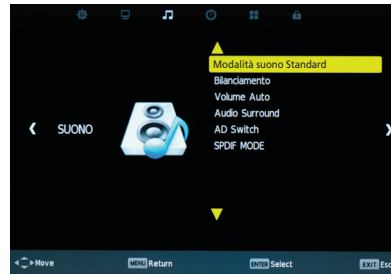 Modalità suono Standard
Bilanciamento
Volume Auto
SUONO
Audio Surround
AD Switch
SPDIF MODE
Move
MENU Return
ENTER Select
EXIT Esc